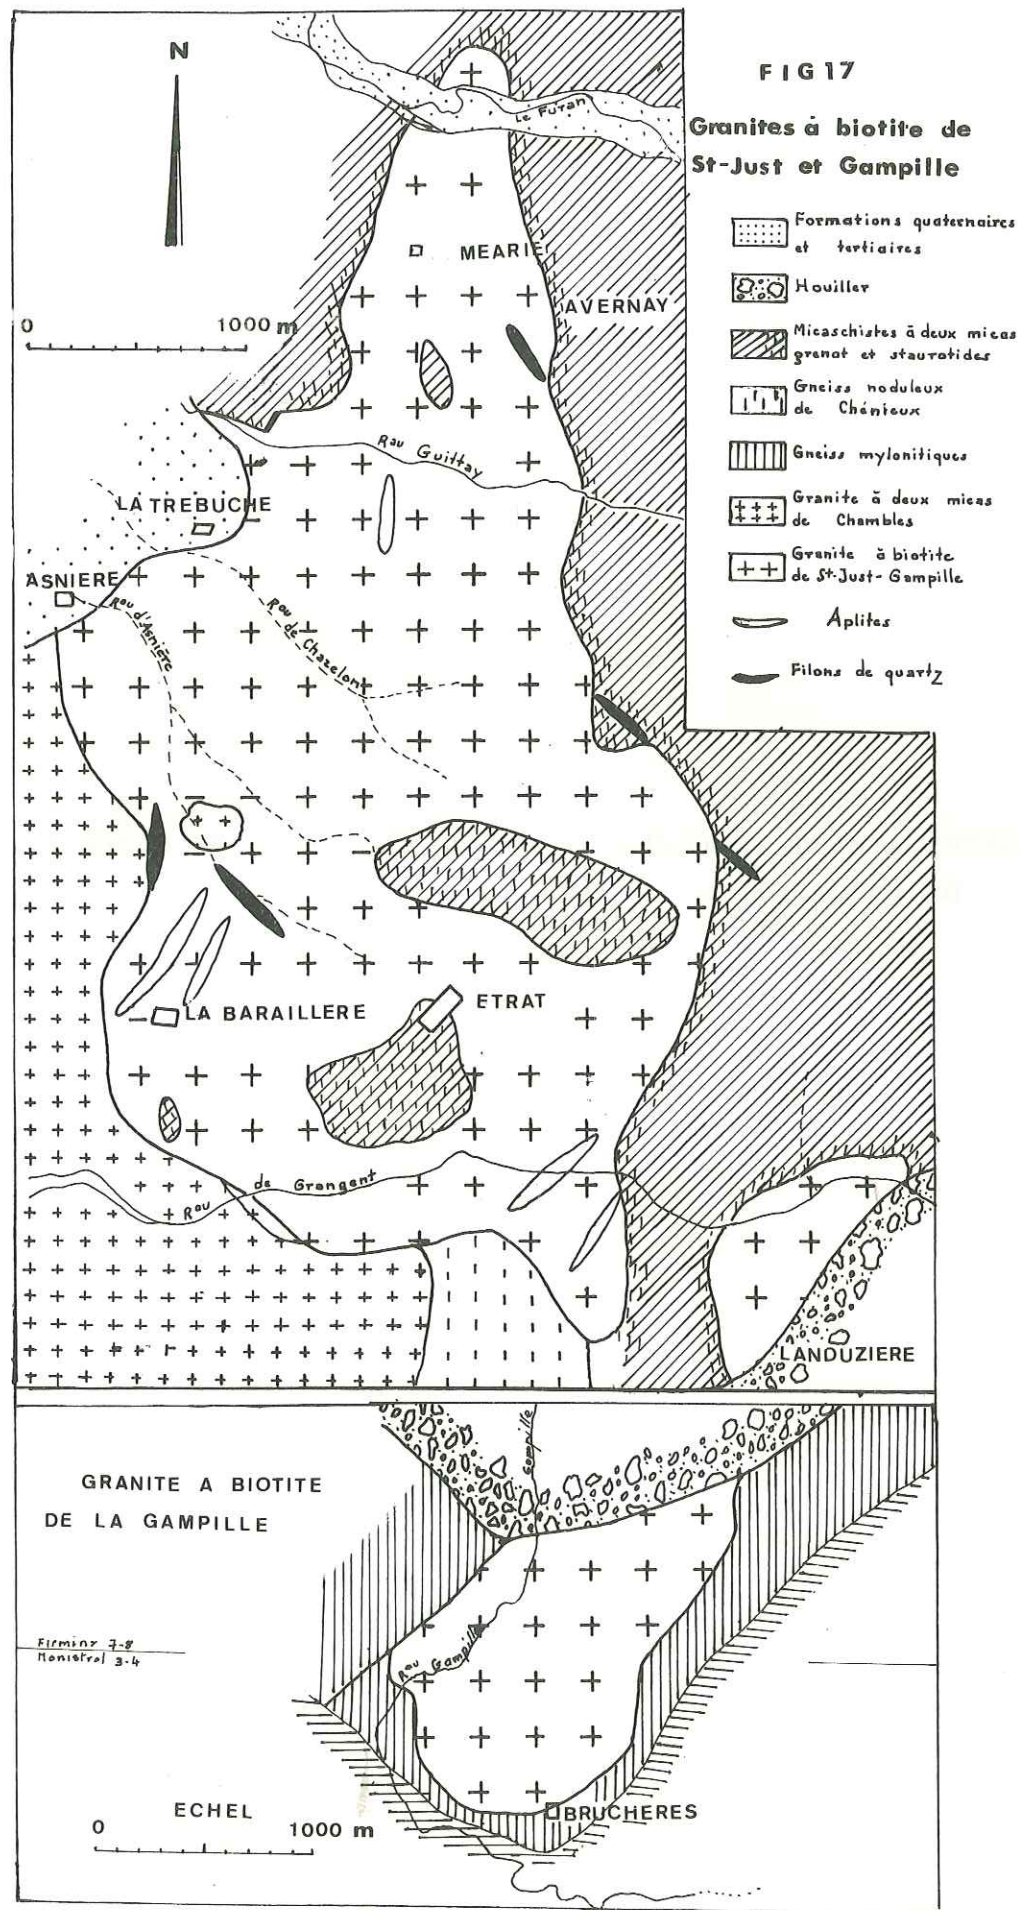 N
FIG 17
Granites à biotite de
St-Just et Gampille
Formations quaternaires
et tertiaires
Houiller
Micaschistes à deux micas
grenat et staurotides
Gneiss noduleux
de Chénieux
Gneiss mylonitiques
Granite à deux micas
de Chambles
Granite à biotite
de St-Just-Gampille
Aplites
Filons de quartz
Le Furan
MEARIE
AVERNAY
0 1000 m
Rau Guittay
LA TREBUCHE
ASNIERE
Rau d'Asnière
Rau de Chazelon
LA BARAILLERE
ETRAT
Rau de Grangent
LANDUZIERE
GRANITE A BIOTITE
DE LA GAMPILLE
Gampille
Firminy 7-8
Monistrol 3-4
Rau Gampille
BRUCHERES
ECHEL
0 1000 m